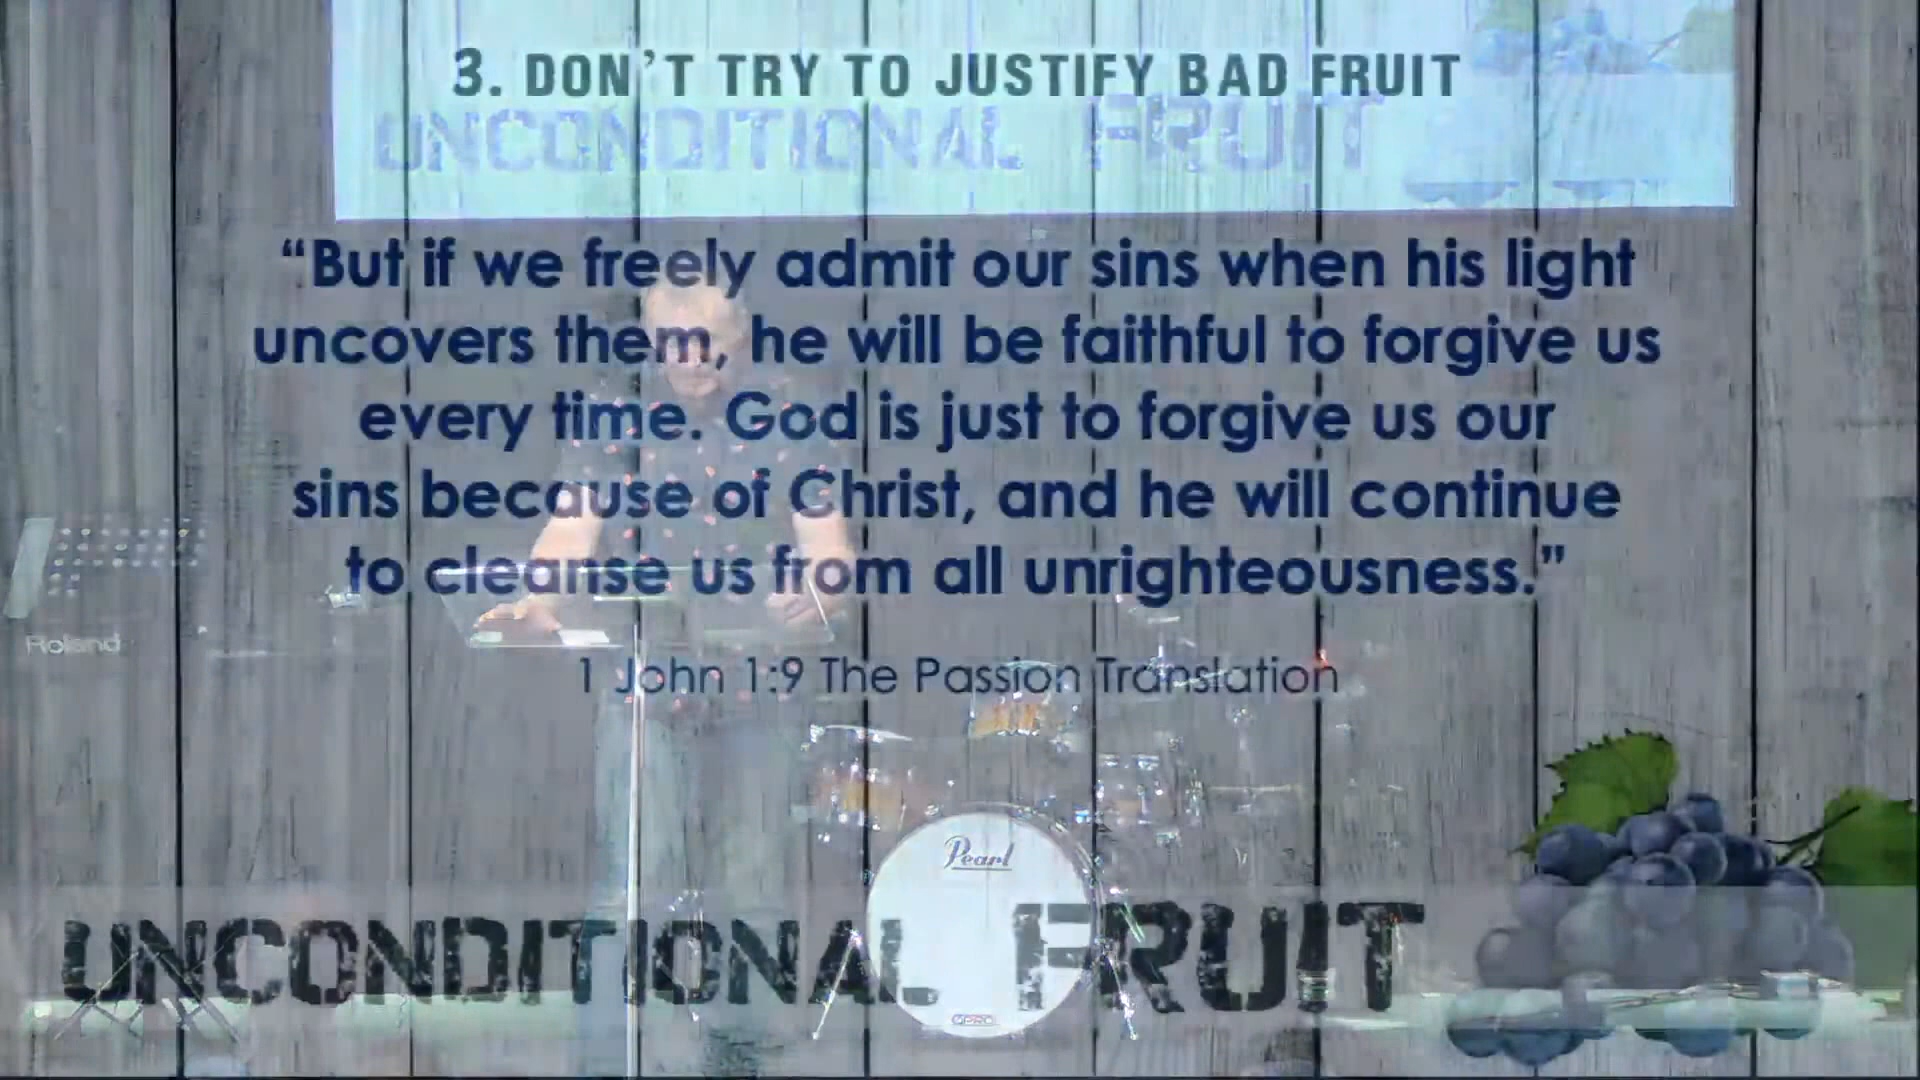 3. DON'T TRY TO JUSTIFY BAD FRUIT
UNCONDITIONAL FRUIT
“But if we freely admit our sins when his light
uncovers them, he will be faithful to forgive us
every time. God is just to forgive us our
sins because of Christ, and he will continue
to cleanse us from all unrighteousness.”
Roland
1 John 1:9 The Passion Translation
Pearl
UNCONDITIONAL FRUIT